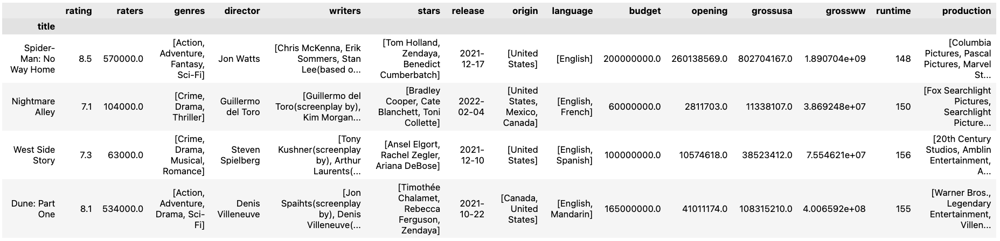 rating raters genres director writers stars release origin language budget opening grossusa grossww runtime production
title
Spider-
Man: No
Way Home
8.5
570000.0
[Action,
Adventure,
Fantasy,
Sci-Fi]
Jon Watts
[Chris McKenna, Erik
Sommers, Stan
Lee(based o...
[Tom Holland,
Zendaya,
Benedict
Cumberbatch]
2021-
12-17
[United
States]
[English]
200000000.0
260138569.0
802704167.0
1.890704e+09
148
[Columbia
Pictures, Pascal
Pictures, Marvel
St...
Nightmare
Alley
7.1
104000.0
[Crime,
Drama,
Thriller]
Guillermo
del Toro
[Guillermo del
Toro(screenplay by),
Kim Morgan...
[Bradley
Cooper, Cate
Blanchett, Toni
Collette]
2022-
02-04
[United
States,
Mexico,
Canada]
[English,
French]
60000000.0
2811703.0
11338107.0
3.869248e+07
150
[Fox Searchlight
Pictures,
Searchlight
Picture...
West Side
Story
7.3
63000.0
[Crime,
Drama,
Musical,
Romance]
Steven
Spielberg
[Tony
Kushner(screenplay
by), Arthur
Laurents(...
[Ansel Elgort,
Rachel Zegler,
Ariana DeBose]
2021-
12-10
[United
States]
[English,
Spanish]
100000000.0
10574618.0
38523412.0
7.554621e+07
156
[20th Century
Studios, Amblin
Entertainment,
A...
Dune: Part
One
8.1
534000.0
[Action,
Adventure,
Drama, Sci-
Fi]
Denis
Villeneuve
[Jon
Spaihts(screenplay
by), Denis
Villeneuve(...
[Timothée
Chalamet,
Rebecca
Ferguson,
Zendaya]
2021-
10-22
[Canada,
United
States]
[English,
Mandarin]
165000000.0
41011174.0
108315210.0
4.006592e+08
155
[Warner Bros.,
Legendary
Entertainment,
Villen...